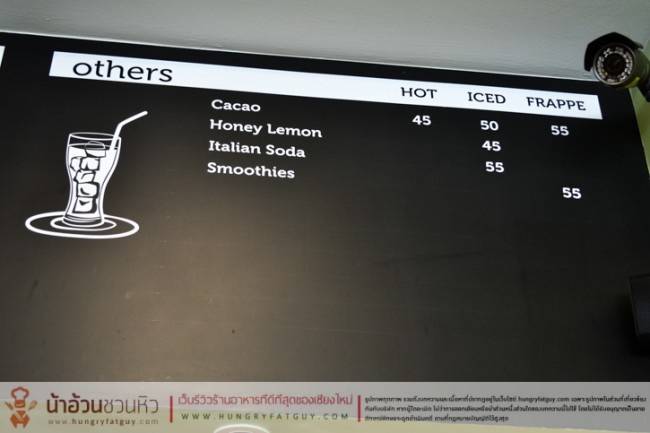 others HOT ICED FRAPPE
Cacao 45 50 55
Honey Lemon 45
Italian Soda 55
Smoothies 55
น้าอ้วนชวนหิว
www.hungryfatguy.com
เว็บรีวิวร้านอาหารที่ดีที่สุดของเชียงใหม่
WWW.HUNGRYFATGUY.COM